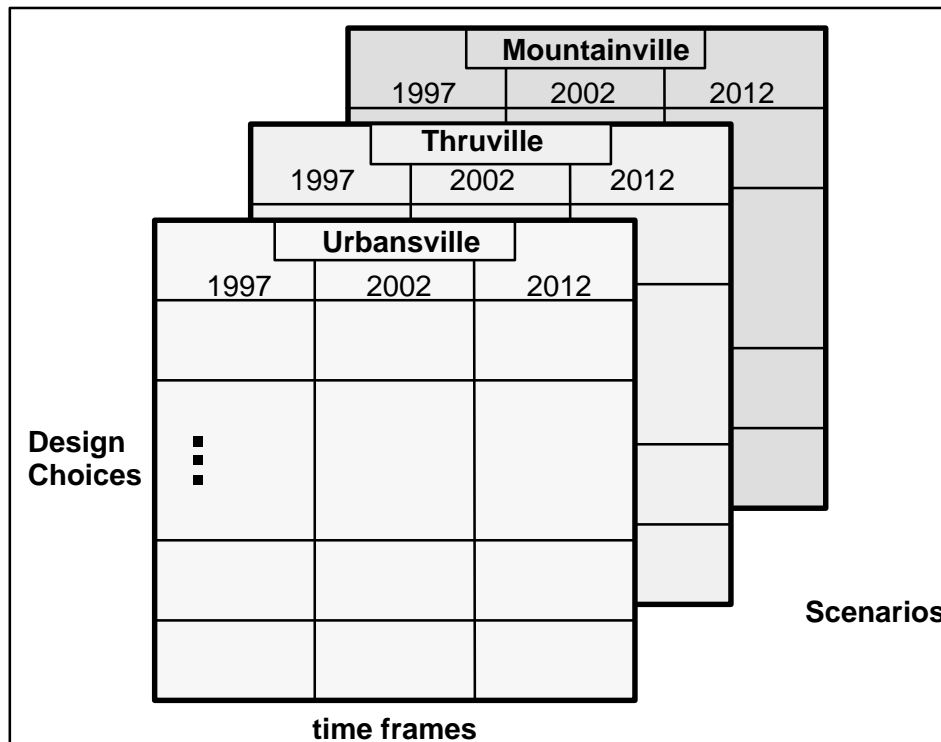 Mountainville
1997 2002 2012
Thruville
1997 2002 2012
Urbansville
1997 2002 2012
Design
Choices
Scenarios
time frames